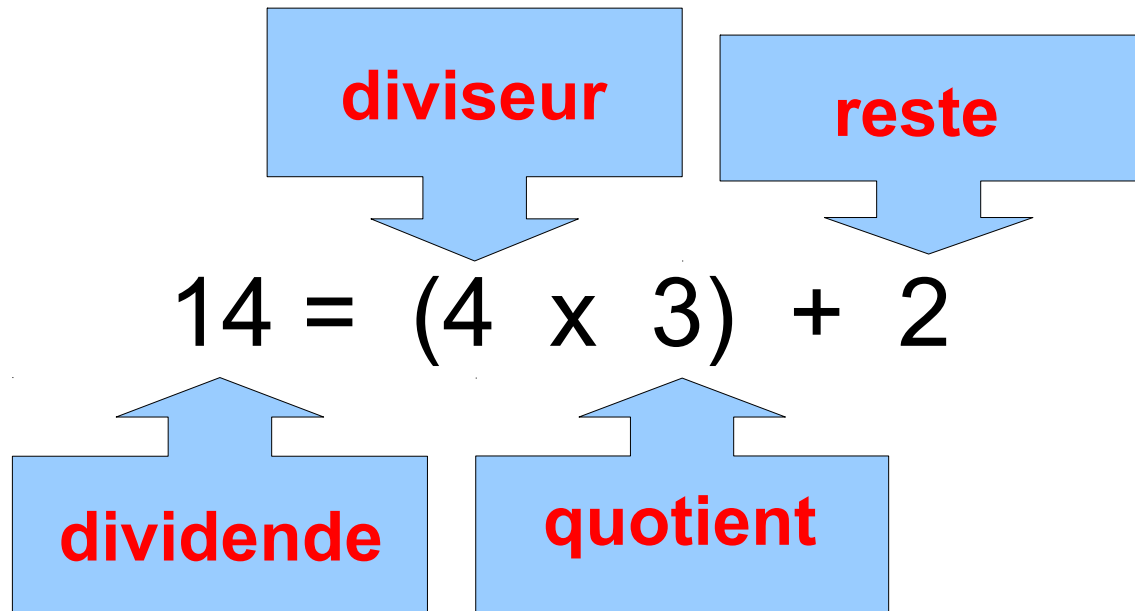 diviseur
reste
14 = (4 x 3) + 2
dividende
quotient